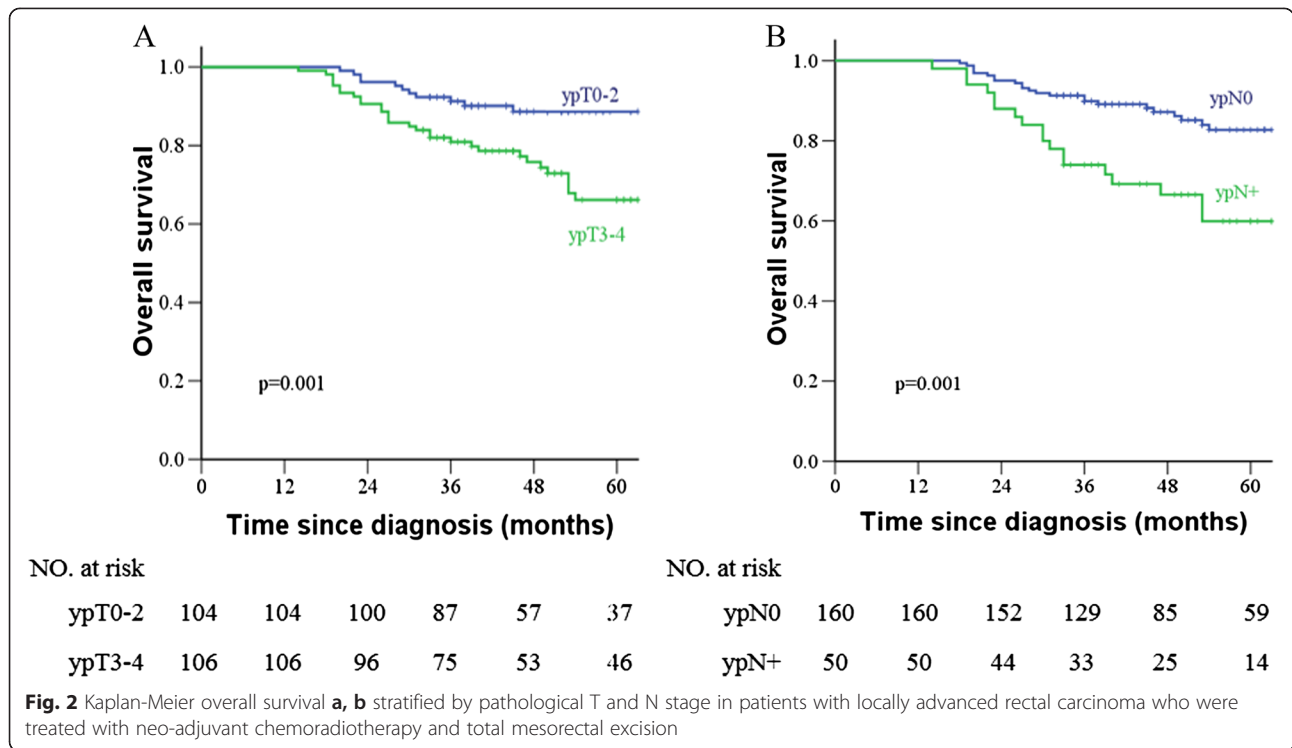 A
1.0
0.8
0.6
0.4
0.2
0.0
Overall survival
ypT0-2
ypT3-4
p=0.001
0 12 24 36 48 60
Time since diagnosis (months)
B
1.0
0.8
0.6
0.4
0.2
0.0
Overall survival
ypN0
ypN+
p=0.001
0 12 24 36 48 60
Time since diagnosis (months)
NO. at risk
ypT0-2 104 104 100 87 57 37
ypT3-4 106 106 96 75 53 46
NO. at risk
ypN0 160 160 152 129 85 59
ypN+ 50 50 44 33 25 14
Fig. 2 Kaplan-Meier overall survival a, b stratified by pathological T and N stage in patients with locally advanced rectal carcinoma who were
treated with neo-adjuvant chemoradiotherapy and total mesorectal excision